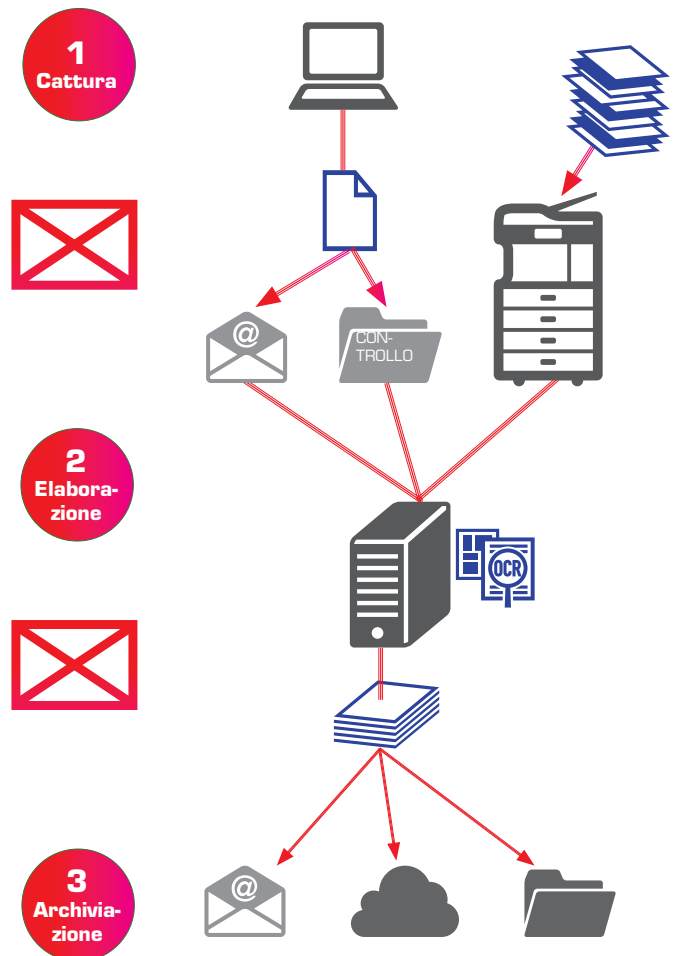 1
Cattura
@
CON-
TROLLO
2
Elabora-
zione
OCR
3
Archivia-
zione
@